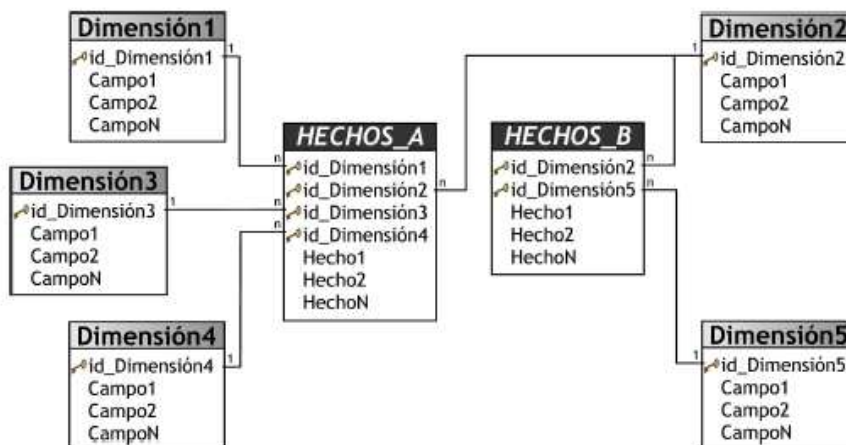 Dimensión1
1
id_Dimensión1
Campo1
Campo2
CampoN
Dimensión3
id_Dimensión3
1
Campo1
Campo2
CampoN
Dimensión4
1
id_Dimensión4
Campo1
Campo2
CampoN
HECHOS_A
n
id_Dimensión1
id_Dimensión2
n
n
id_Dimensión3
n
id_Dimensión4
Hecho1
Hecho2
HechoN
HECHOS_B
id_Dimensión2
n
id_Dimensión5
n
Hecho1
Hecho2
HechoN
Dimensión2
1
id_Dimensión2
Campo1
Campo2
CampoN
Dimensión5
1
id_Dimensión5
Campo1
Campo2
CampoN